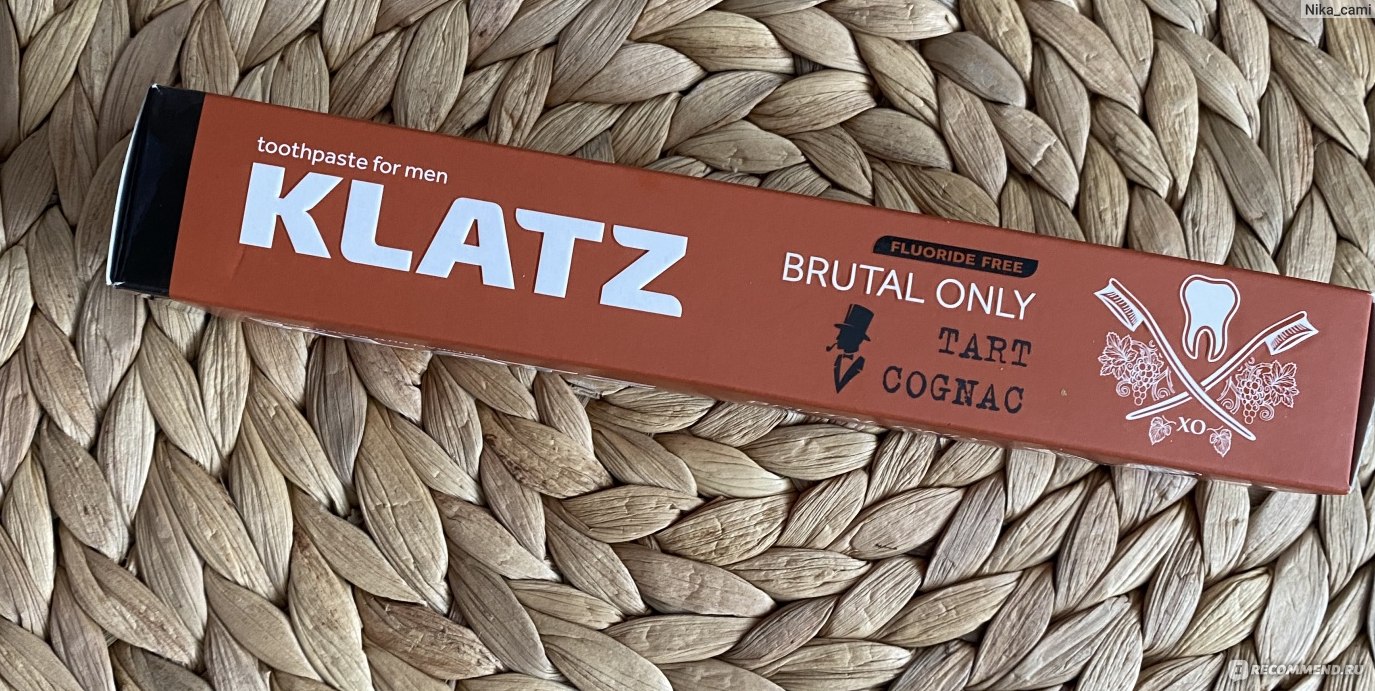 Nika_cami
toothpaste for men
KLATZ
FLUORIDE FREE
BRUTAL ONLY
TART
COGNAC
XO
RECOMMEND.RU